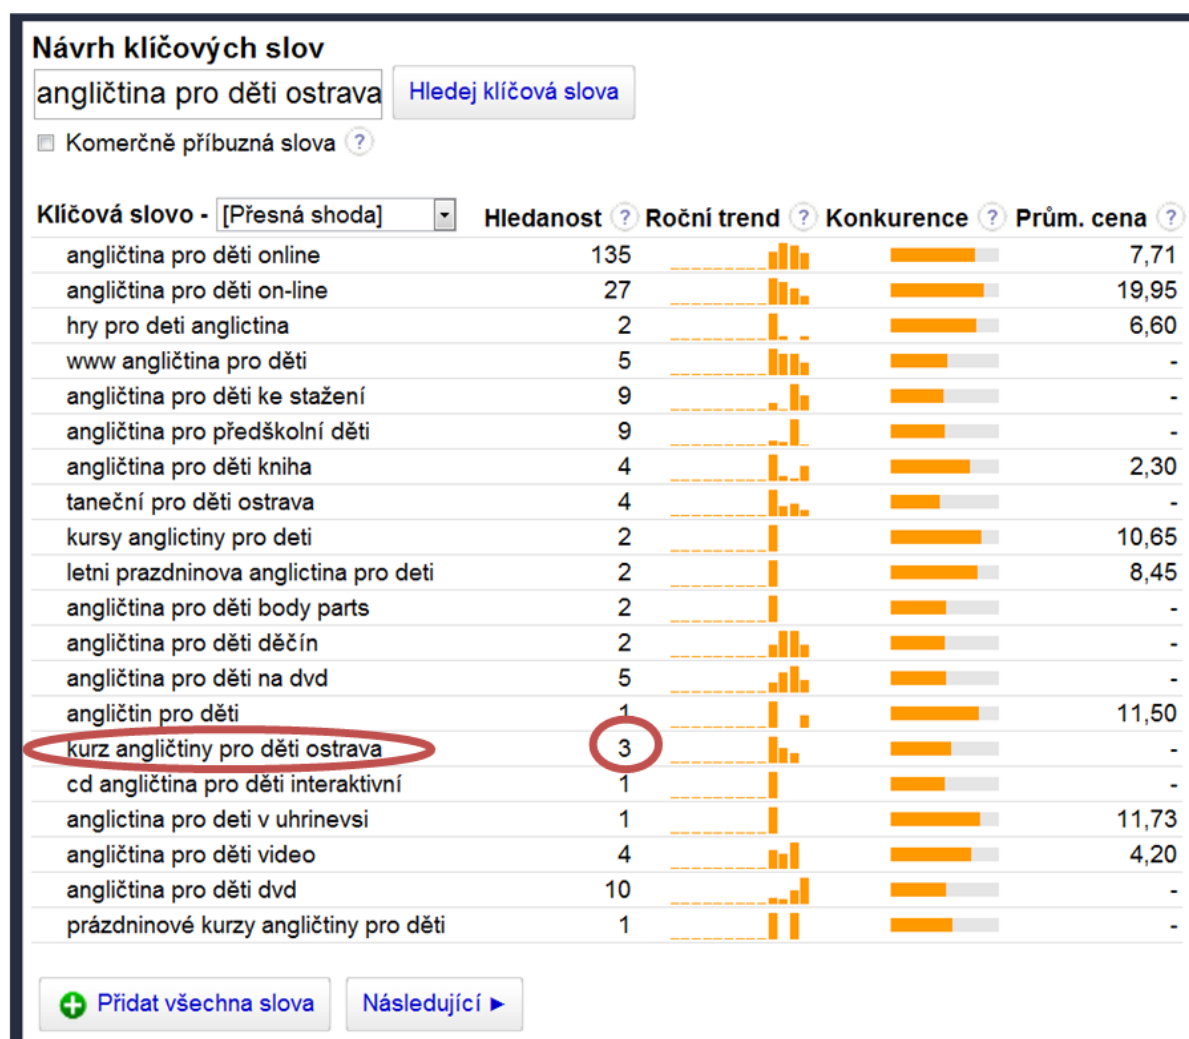 Návrh klíčových slov
angličtina pro děti ostrava Hledej klíčová slova
Komerčně příbuzná slova ?
Klíčová slovo - [Přesná shoda] Hledanost ? Roční trend ? Konkurence ? Prům. cena ?
angličtina pro děti online 135 7,71
angličtina pro děti on-line 27 19,95
hry pro deti anglictina 2 6,60
www angličtina pro děti 5 -
angličtina pro děti ke stažení 9 -
angličtina pro předškolní děti 9 -
angličtina pro děti kniha 4 2,30
taneční pro děti ostrava 4 -
kursy anglictiny pro deti 2 10,65
letni prazdninova anglictina pro deti 2 8,45
angličtina pro děti body parts 2 -
angličtina pro děti děčín 2 -
angličtina pro děti na dvd 5 -
angličtin pro děti 1 11,50
kurz angličtiny pro děti ostrava 3 -
cd angličtina pro děti interaktivní 1 -
anglictina pro deti v uhrinevsi 1 11,73
angličtina pro děti video 4 4,20
angličtina pro děti dvd 10 -
prázdninové kurzy angličtiny pro děti 1 -
Přidat všechna slova Následující ►